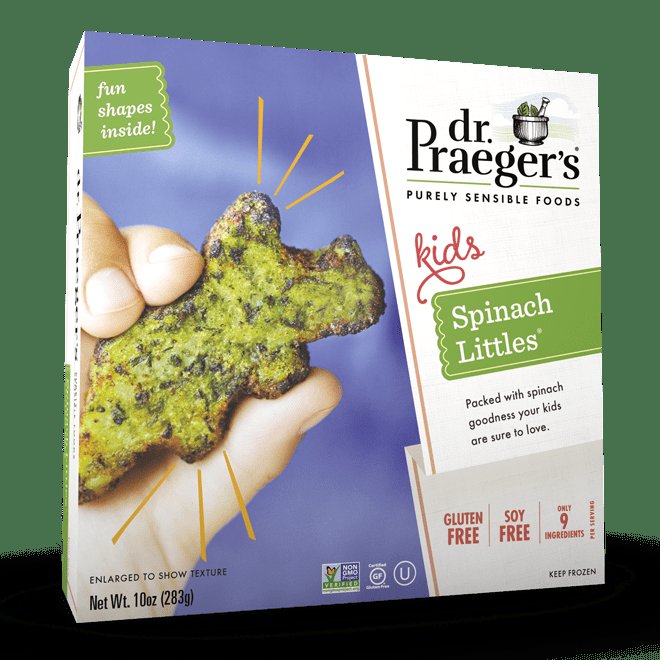 fun
shapes
inside!
dr.
Praeger's®
PURELY SENSIBLE FOODS
kids
Spinach
Littles®
Packed with spinach
goodness your kids
are sure to love.
GLUTEN
FREE
SOY
FREE
ONLY
9
INGREDIENTS
PER SERVING
ENLARGED TO SHOW TEXTURE
Net Wt. 10oz (283g)
NON
GMO
Project
VERIFIED
Certified
GF
Gluten-Free
U
KEEP FROZEN